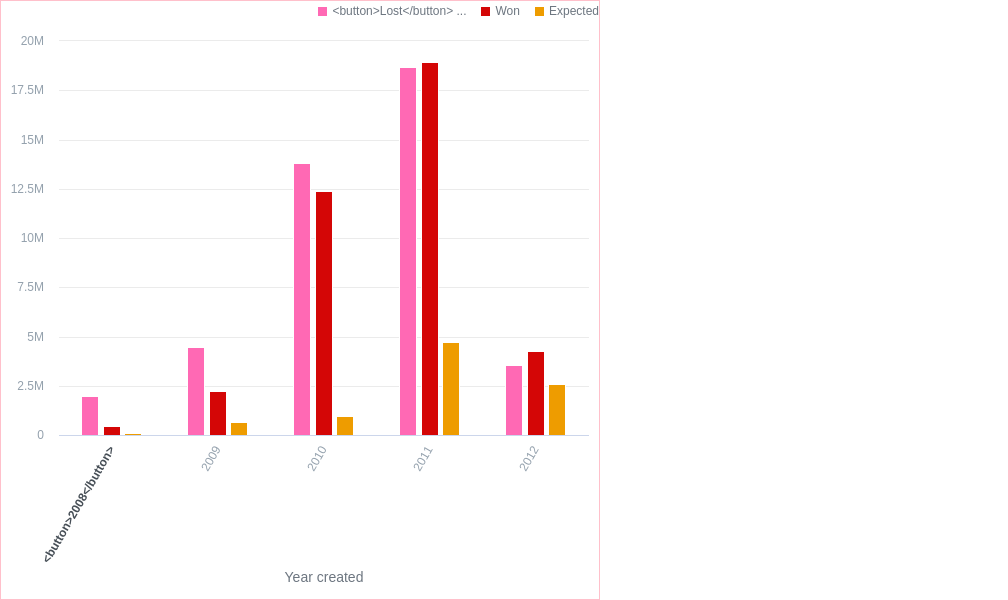 <button>Lost</button> ... Won Expected
20M
17.5M
15M
12.5M
10M
7.5M
5M
2.5M
0
<button>2008</button>
2009
2010
2011
2012
Year created